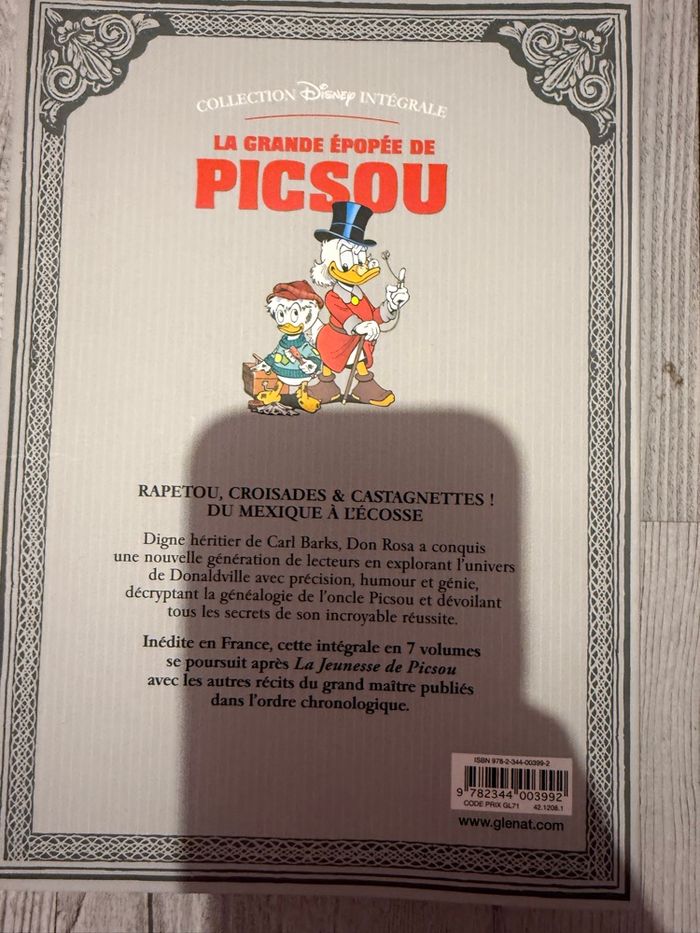 COLLECTION Disney INTÉGRALE
LA GRANDE ÉPOPÉE DE
PICSOU
RAPETOU, CROISADES & CASTAGNETTES !
DU MEXIQUE À L'ÉCOSSE
Digne héritier de Carl Barks, Don Rosa a conquis
une nouvelle génération de lecteurs en explorant l'univers
de Donaldville avec précision, humour et génie,
décryptant la généalogie de l'oncle Picsou et dévoilant
tous les secrets de son incroyable réussite.
Inédite en France, cette intégrale en 7 volumes
se poursuit après La Jeunesse de Picsou
avec les autres récits du grand maître publiés
dans l'ordre chronologique.
ISBN 978-2-344-00399-2
9 782344 003992
CODE PRIX GL71 42.1208.1
www.glenat.com